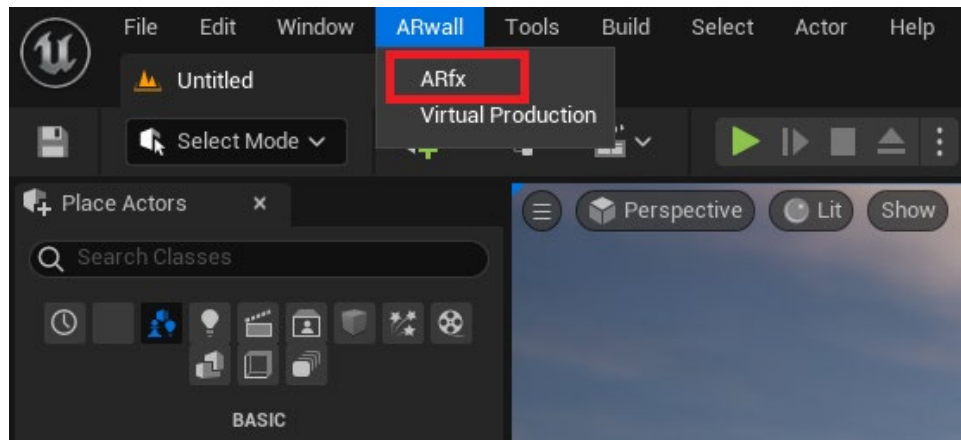 File Edit Window ARwall Tools Build Select Actor Help
Untitled
ARfx
Virtual Production
Select Mode
Place Actors
Perspective Lit Show
Search Classes
BASIC